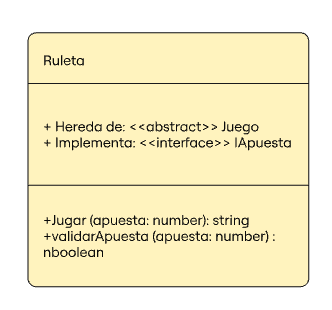 Ruleta
+ Hereda de: <<abstract>> Juego
+ Implementa: <<interface>> IApuesta
+Jugar (apuesta: number): string
+validarApuesta (apuesta: number) :
nboolean